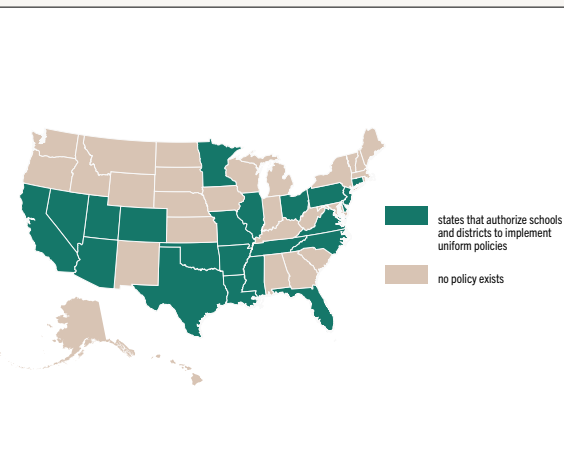 states that authorize schools
and districts to implement
uniform policies
no policy exists